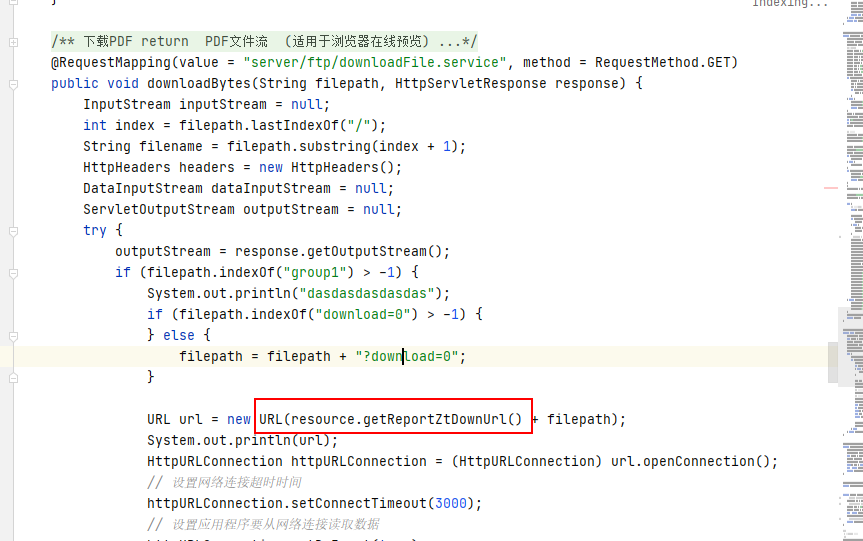 Indexing...
}
/** 下载PDF return  PDF文件流  (适用于浏览器在线预览) ...*/
@RequestMapping(value = "server/ftp/downloadFile.service", method = RequestMethod.GET)
public void downloadBytes(String filepath, HttpServletResponse response) {
    InputStream inputStream = null;
    int index = filepath.lastIndexOf("/");
    String filename = filepath.substring(index + 1);
    HttpHeaders headers = new HttpHeaders();
    DataInputStream dataInputStream = null;
    ServletOutputStream outputStream = null;
    try {
        outputStream = response.getOutputStream();
        if (filepath.indexOf("group1") > -1) {
            System.out.println("dasdasdasdasdas");
            if (filepath.indexOf("download=0") > -1) {
            } else {
                filepath = filepath + "?download=0";
            }
            URL url = new URL(resource.getReportZtDownUrl() + filepath);
            System.out.println(url);
            HttpURLConnection httpURLConnection = (HttpURLConnection) url.openConnection();
            // 设置网络连接超时时间
            httpURLConnection.setConnectTimeout(3000);
            // 设置应用程序要从网络连接读取数据